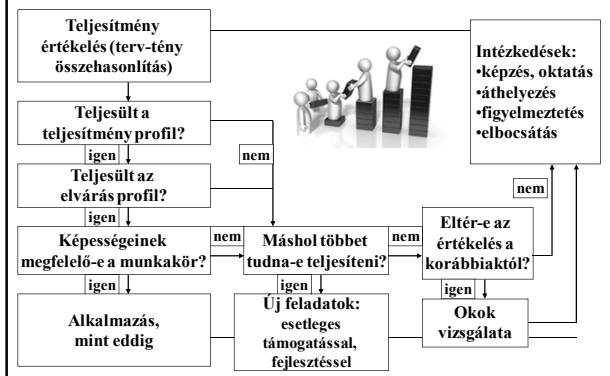 Teljesítmény
értékelés (terv-tény
összehasonlítás)
Teljesült a
teljesítmény profil?
igen
nem
Teljesült az
elvárás profil?
igen
Képességeinek
megfelelő-e a munkakör?
nem
igen
Alkalmazás,
mint eddig
Máshol többet
tudna-e teljesíteni?
nem
igen
Új feladatok:
esetleges
támogatással,
fejlesztéssel
Eltér-e az
értékelés a
korábbiaktól?
nem
igen
Okok
vizsgálata
Intézkedések:
•képzés, oktatás
•áthelyezés
•figyelmeztetés
•elbocsátás